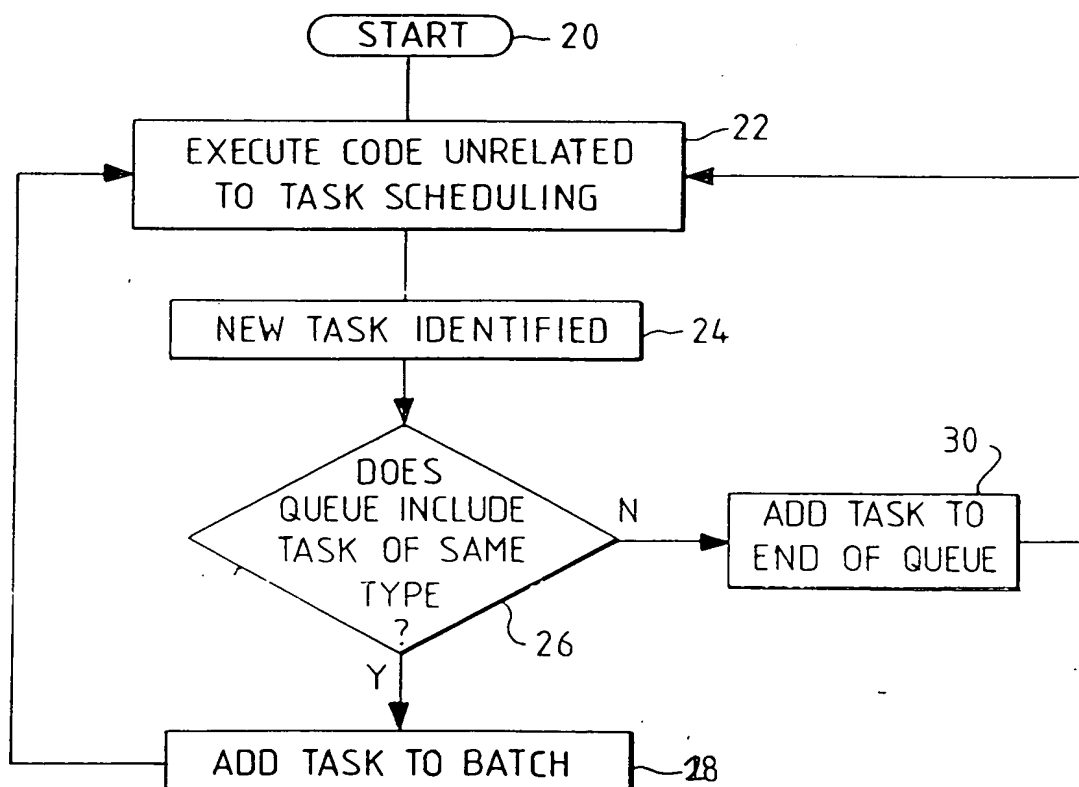 START
20
22
EXECUTE CODE UNRELATED
TO TASK SCHEDULING
NEW TASK IDENTIFIED
24
DOES
QUEUE INCLUDE
TASK OF SAME
TYPE
?
N
26
Y
30
ADD TASK TO
END OF QUEUE
ADD TASK TO BATCH
28